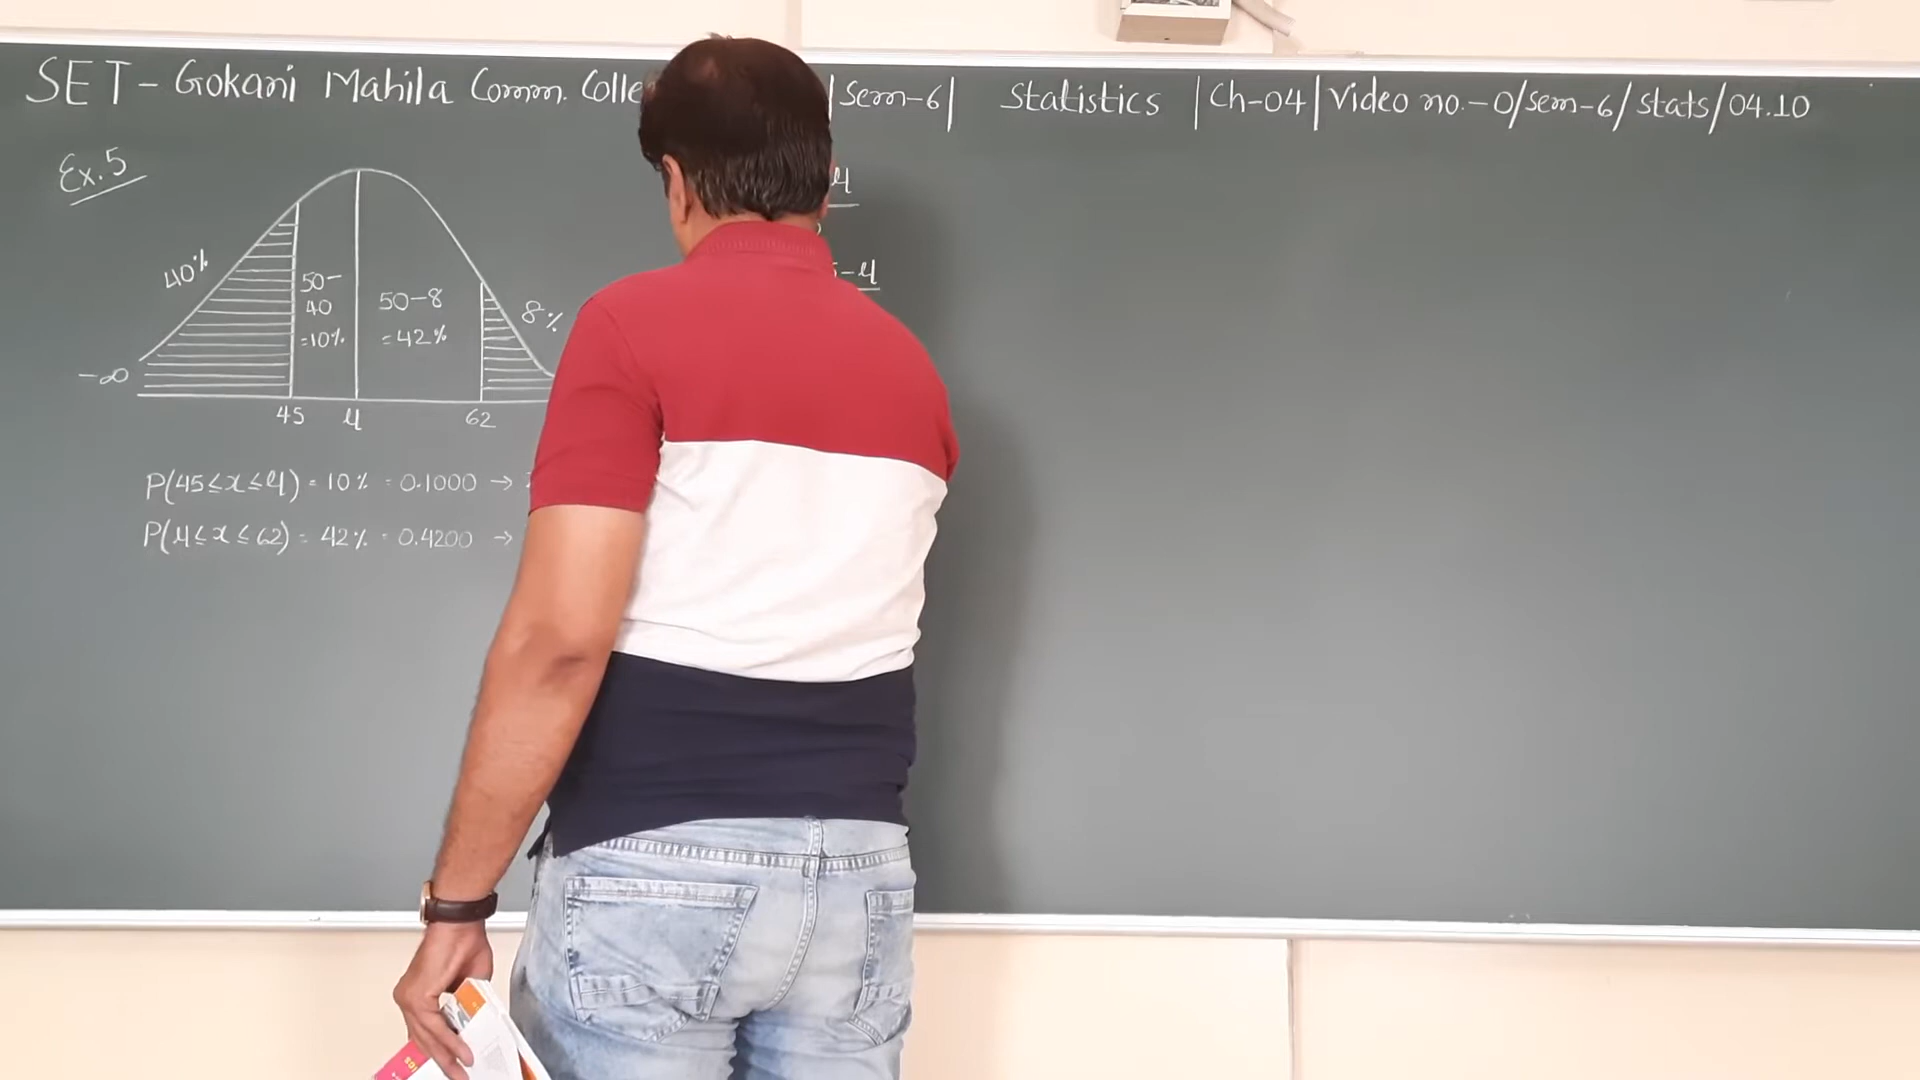 SET - Gokani Mahila Comm. Colle |Sem-6| Statistics |Ch-04| Video no.-0/sem-6/stats/04.10
Ex.5
40%
50-
40
=10%
50-8
=42%
8%
-∞
45 μ 62
P(45≤x≤μ) = 10% = 0.1000 →
P(μ≤x≤62) = 42% = 0.4200 →
μ
-μ